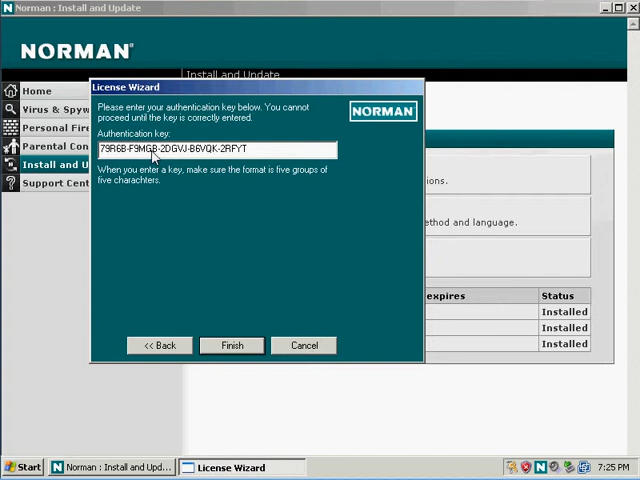 Norman : Install and Update
NORMAN
Install and Update
Home
Virus & Spyw
Personal Fire
Parental Con
Install and U
Support Cent
License Wizard
Please enter your authentication key below. You cannot
proceed until the key is correctly entered.
NORMAN
Authentication key:
79R6B-F9MGB-2DGVJ-B6VQK-2RFYT
When you enter a key, make sure the format is five groups of
five charachters.
<< Back
Finish
Cancel
ons.
ethod and language.
expires
Status
Installed
Installed
Installed
Start
Norman : Install and Updat...
License Wizard
7:25 PM